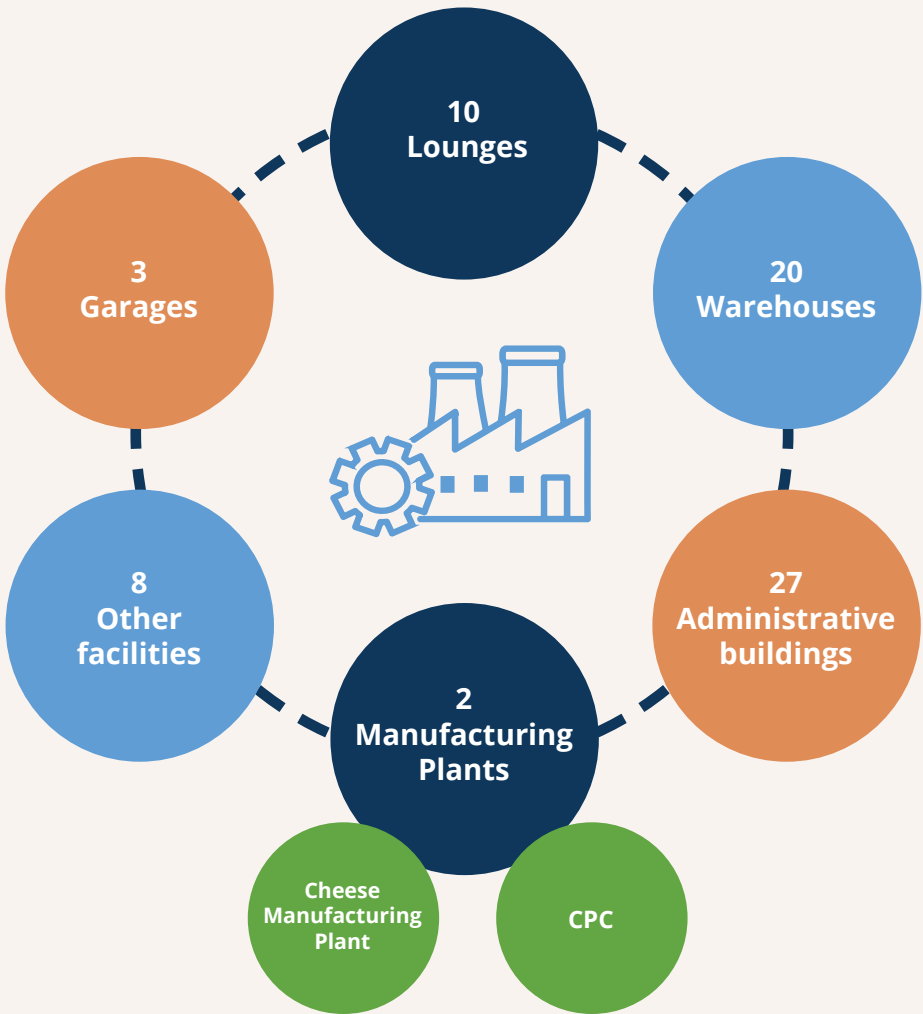 10
Lounges
3
Garages
20
Warehouses
8
Other
facilities
27
Administrative
buildings
2
Manufacturing
Plants
Cheese
Manufacturing
Plant
CPC